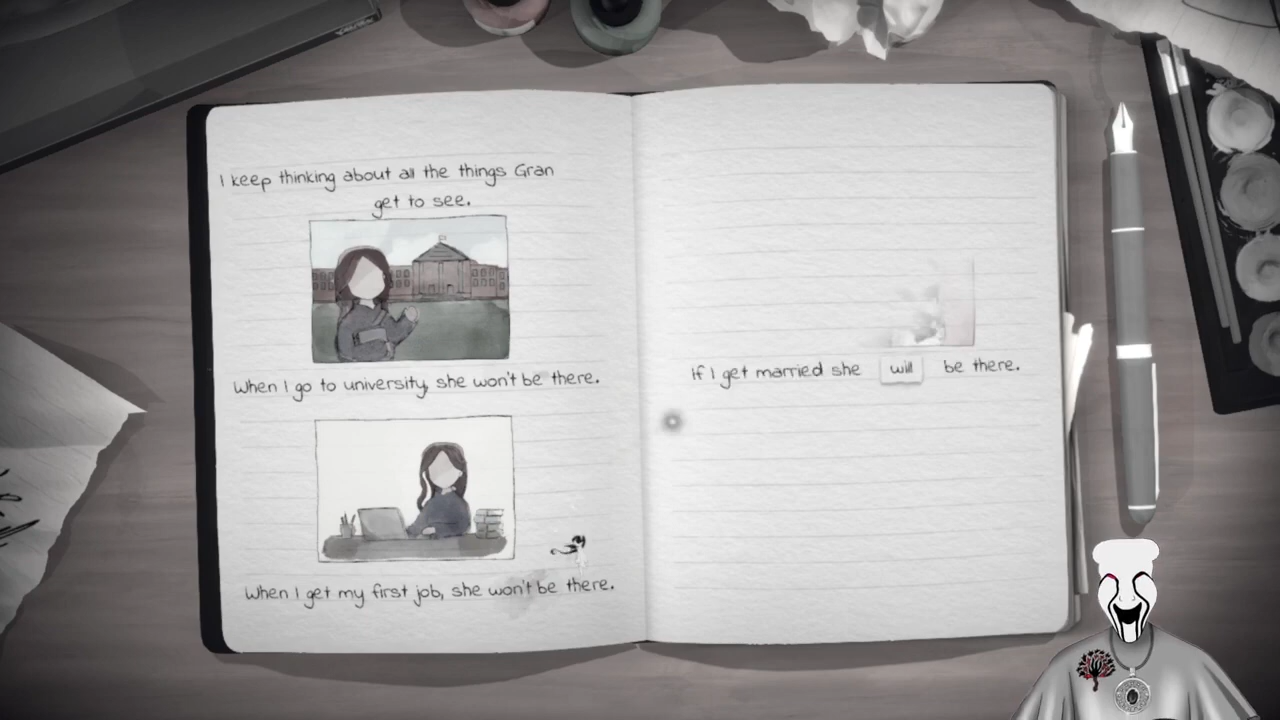 I keep thinking about all the things Gran
get to see.
When I go to university, she won't be there.
When I get my first job, she won't be there.
If I get married she will be there.